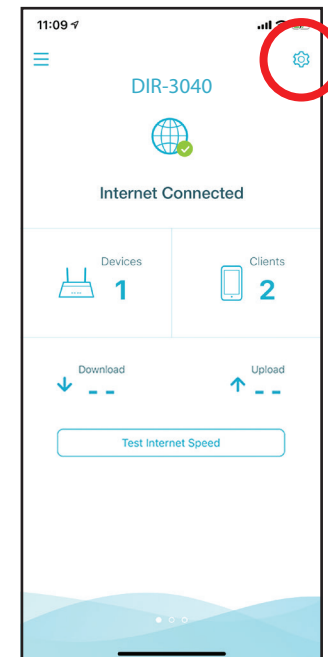 11:09
DIR-3040
Internet Connected
Devices
1
Clients
2
Download
- -
Upload
- -
Test Internet Speed